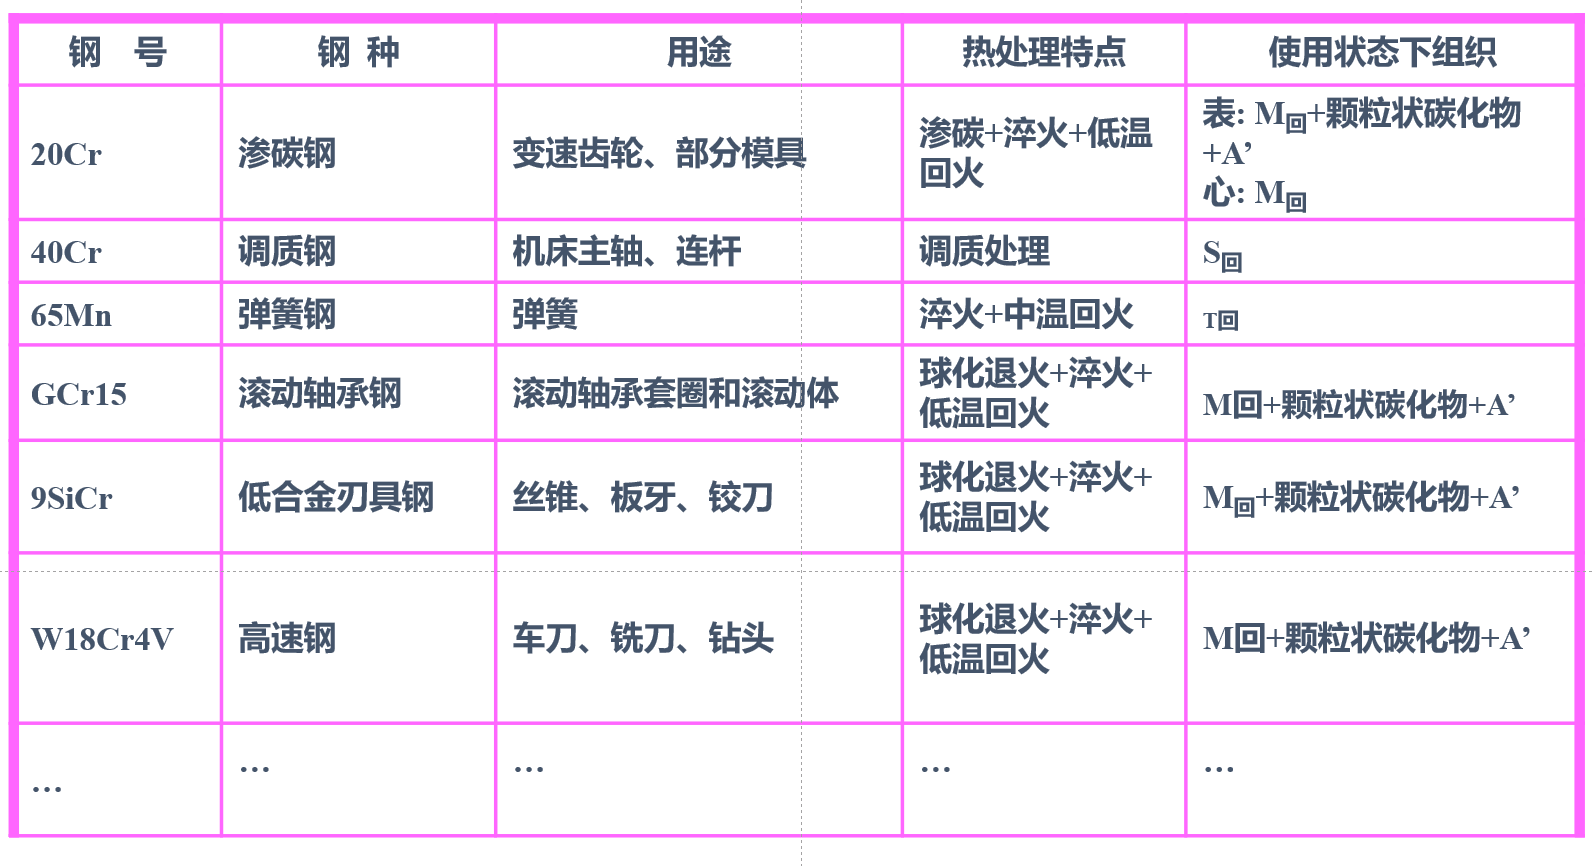 钢　号
钢 种
用途
热处理特点
使用状态下组织
20Cr
渗碳钢
变速齿轮、部分模具
渗碳+淬火+低温
回火
表: M回+颗粒状碳化物
+A’
心: M回
40Cr
调质钢
机床主轴、连杆
调质处理
S回
65Mn
弹簧钢
弹簧
淬火+中温回火
T回
GCr15
滚动轴承钢
滚动轴承套圈和滚动体
球化退火+淬火+
低温回火
M回+颗粒状碳化物+A’
9SiCr
低合金刃具钢
丝锥、板牙、铰刀
球化退火+淬火+
低温回火
M回+颗粒状碳化物+A’
W18Cr4V
高速钢
车刀、铣刀、钻头
球化退火+淬火+
低温回火
M回+颗粒状碳化物+A’
…
…
…
…
…